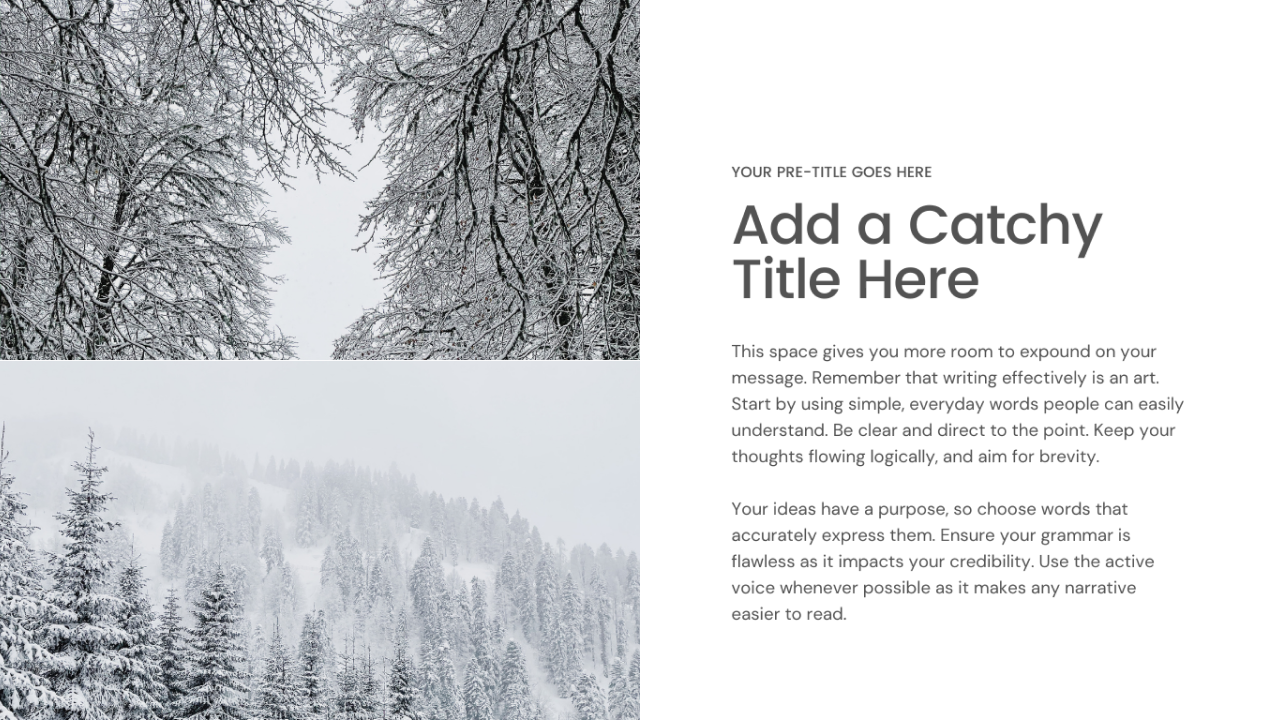 YOUR PRE-TITLE GOES HERE
Add a Catchy
Title Here
This space gives you more room to expound on your
message. Remember that writing effectively is an art.
Start by using simple, everyday words people can easily
understand. Be clear and direct to the point. Keep your
thoughts flowing logically, and aim for brevity.
Your ideas have a purpose, so choose words that
accurately express them. Ensure your grammar is
flawless as it impacts your credibility. Use the active
voice whenever possible as it makes any narrative
easier to read.